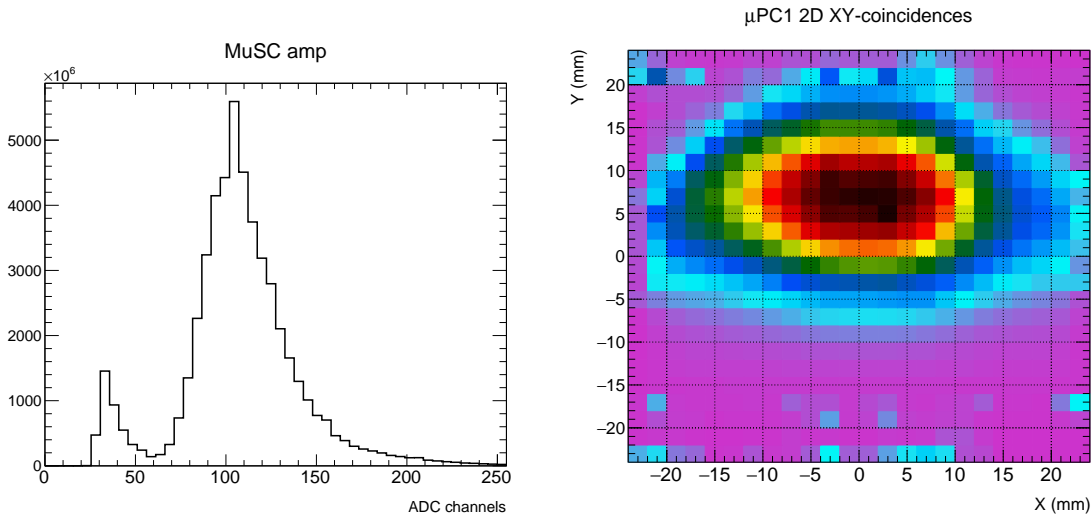 MuSC amp
×10⁶
5000
4000
3000
2000
1000
0
0 50 100 150 200 250
ADC channels
μPC1 2D XY-coincidences
Y (mm)
20
15
10
5
0
−5
−10
−15
−20
−20 −15 −10 −5 0 5 10 15 20
X (mm)